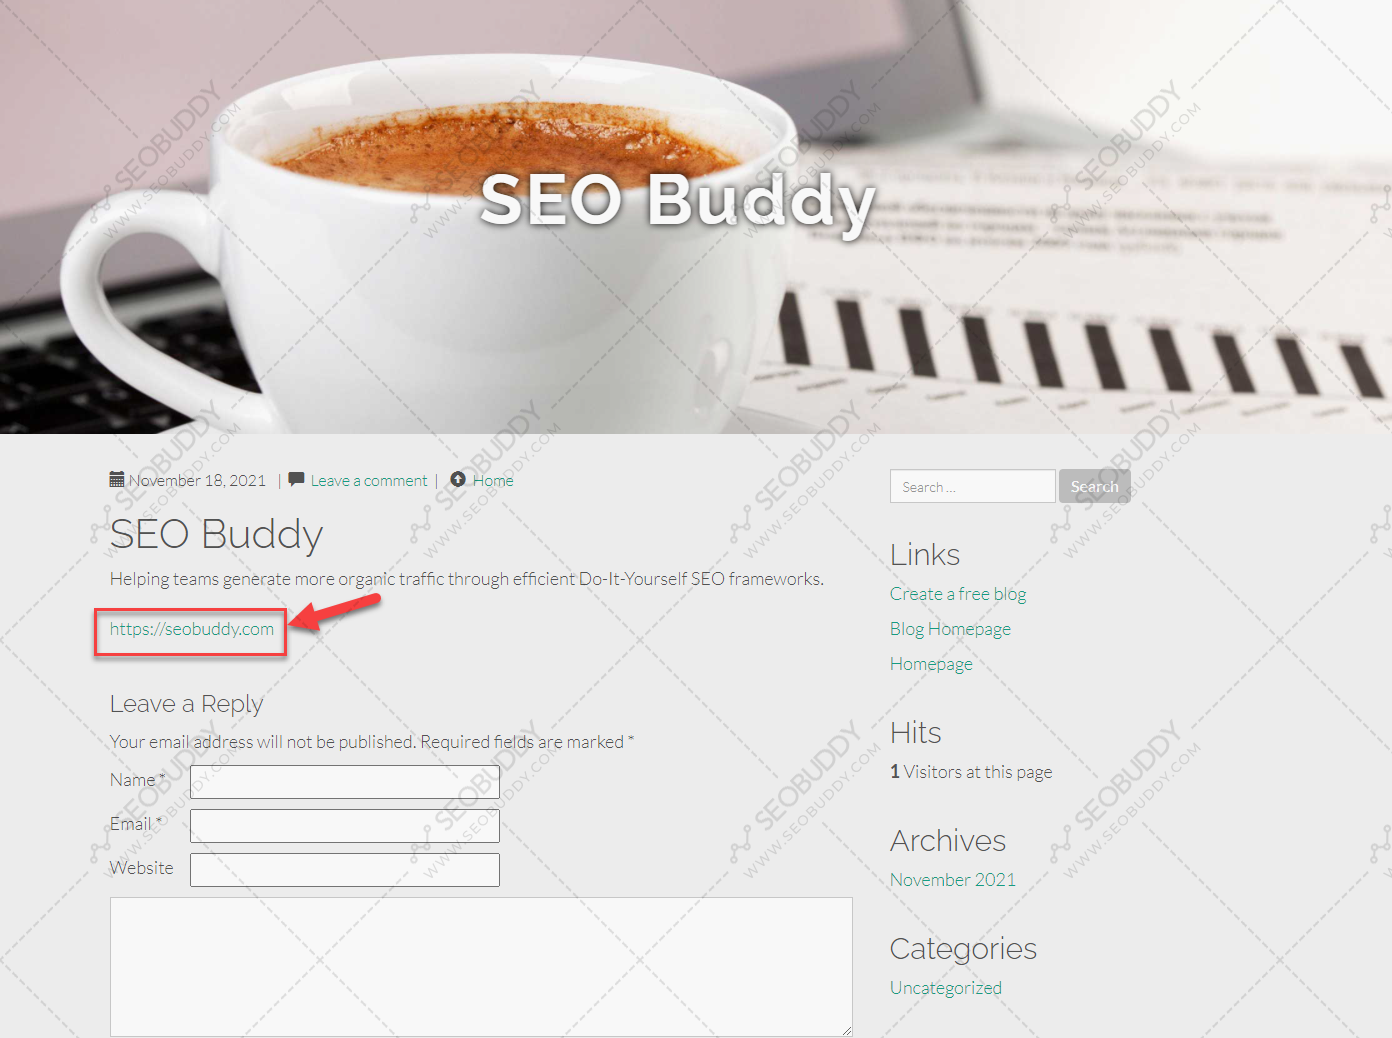 SEO Buddy
November 18, 2021 | Leave a comment | Home
SEO Buddy
Helping teams generate more organic traffic through efficient Do-It-Yourself SEO frameworks.
https://seobuddy.com
Leave a Reply
Your email address will not be published. Required fields are marked *
Name *
Email *
Website
Search ...
Search
Links
Create a free blog
Blog Homepage
Homepage
Hits
1 Visitors at this page
Archives
November 2021
Categories
Uncategorized
SEOBUDDY
WWW.SEOBUDDY.COM